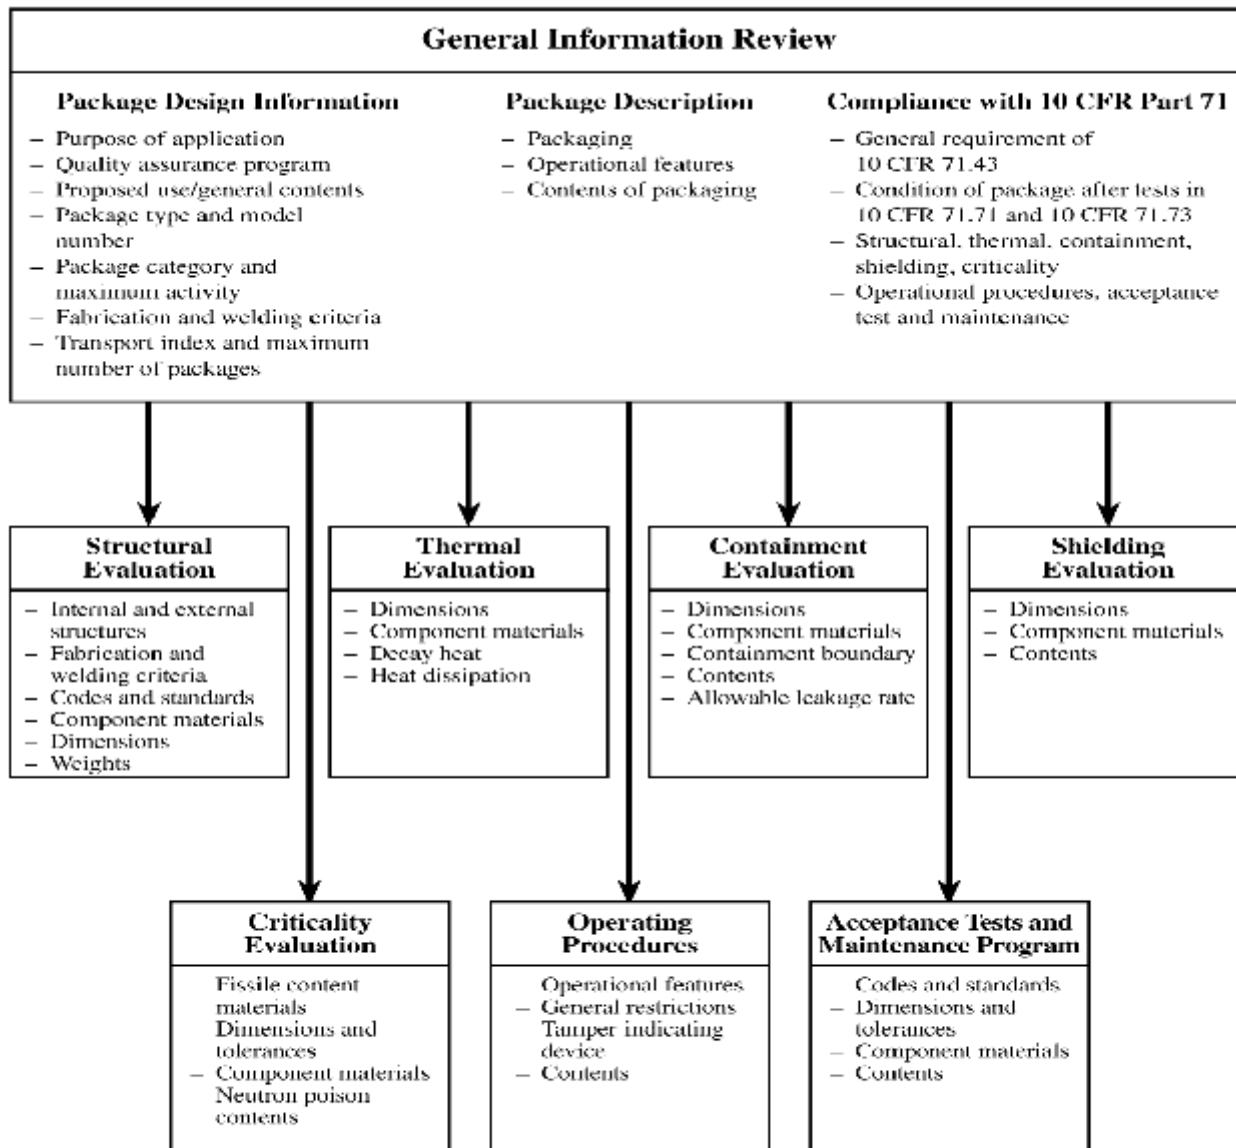 General Information Review
Package Design Information
– Purpose of application
– Quality assurance program
– Proposed use/general contents
– Package type and model
number
– Package category and
maximum activity
– Fabrication and welding criteria
– Transport index and maximum
number of packages
Package Description
– Packaging
– Operational features
– Contents of packaging
Compliance with 10 CFR Part 71
– General requirement of
10 CFR 71.43
– Condition of package after tests in
10 CFR 71.71 and 10 CFR 71.73
– Structural, thermal, containment,
shielding, criticality
– Operational procedures, acceptance
test and maintenance
Structural
Evaluation
– Internal and external
structures
– Fabrication and
welding criteria
– Codes and standards
– Component materials
– Dimensions
– Weights
Thermal
Evaluation
– Dimensions
– Component materials
– Decay heat
– Heat dissipation
Containment
Evaluation
– Dimensions
– Component materials
– Containment boundary
– Contents
– Allowable leakage rate
Shielding
Evaluation
– Dimensions
– Component materials
– Contents
Criticality
Evaluation
Fissile content
materials
Dimensions and
tolerances
– Component materials
Neutron poison
contents
Operating
Procedures
Operational features
– General restrictions
Tamper indicating
device
– Contents
Acceptance Tests and
Maintenance Program
Codes and standards
– Dimensions and
tolerances
– Component materials
– Contents